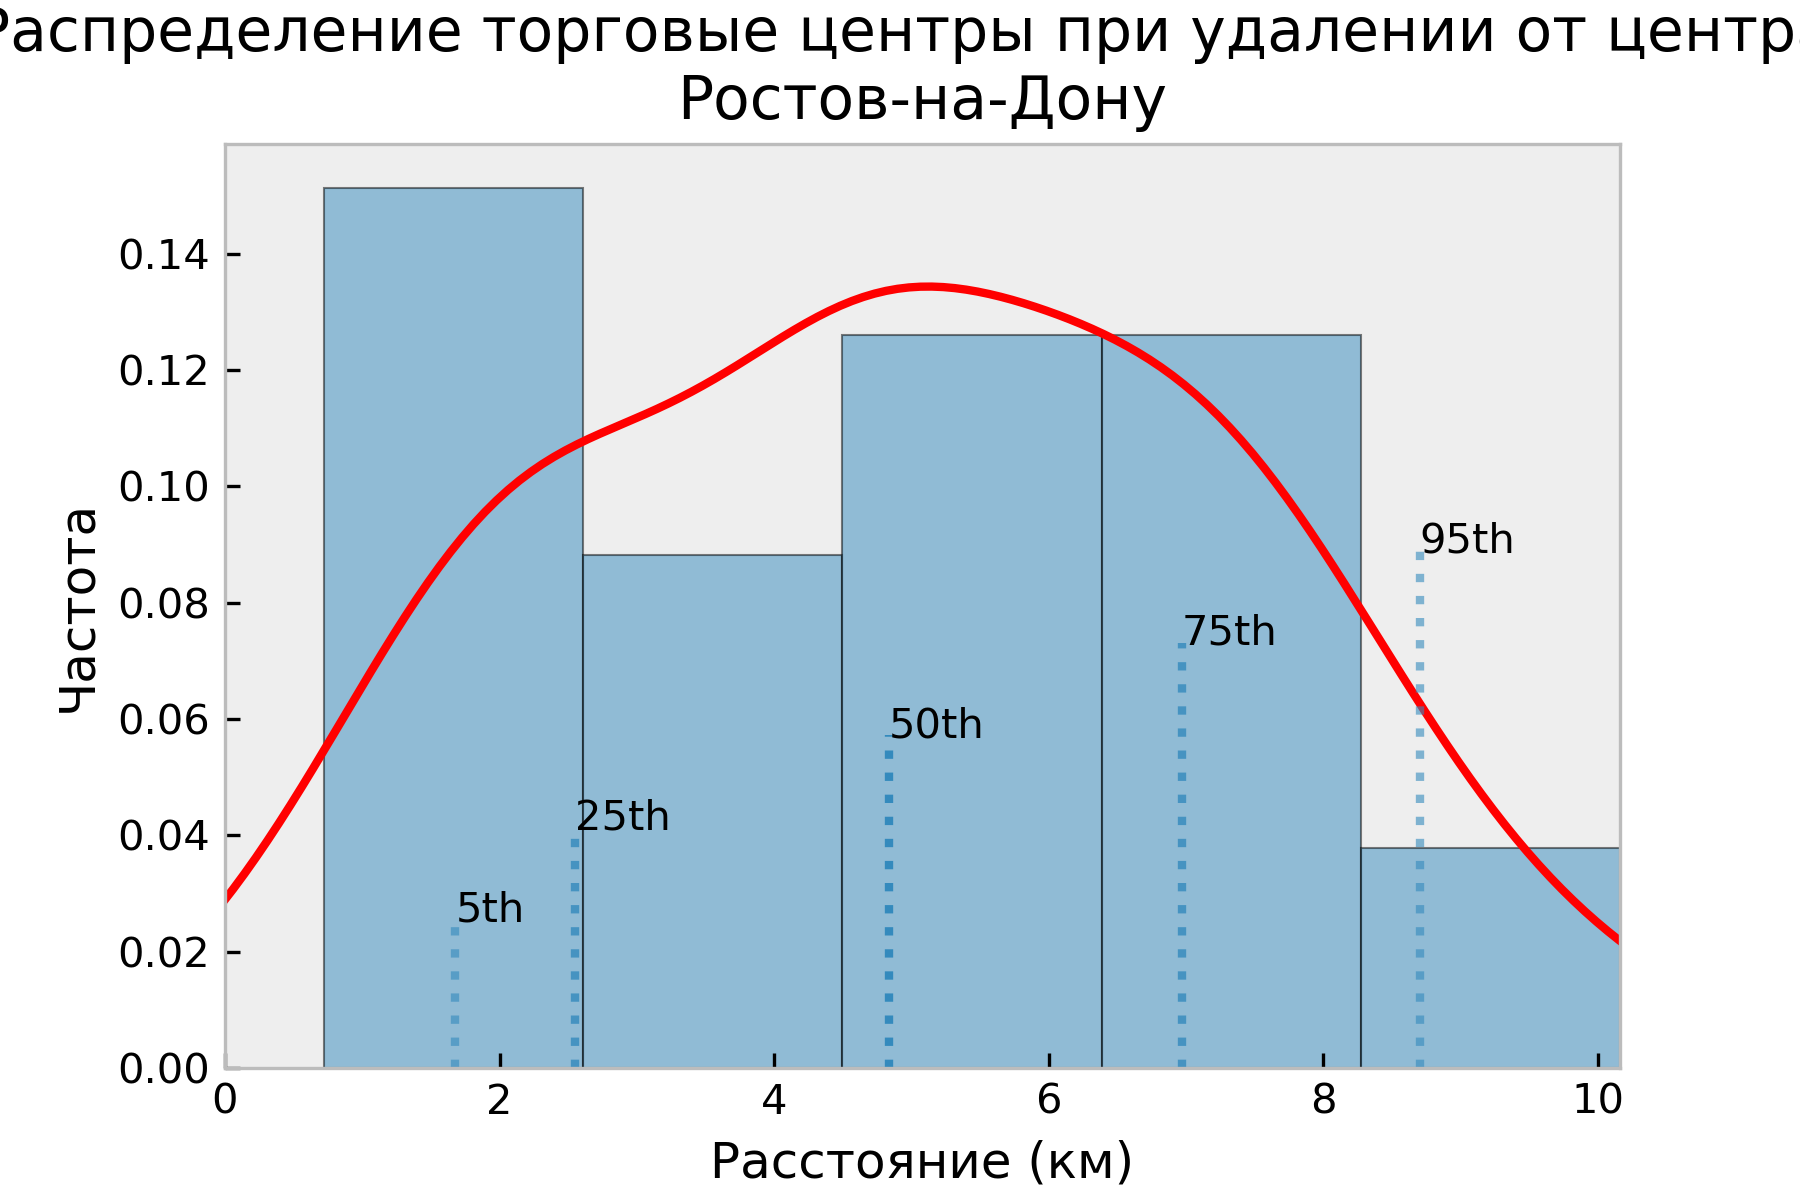 Распределение торговые центры при удалении от центра
Ростов-на-Дону
0.14
0.12
0.10
0.08
0.06
0.04
0.02
0.00
Частота
95th
75th
50th
25th
5th
0 2 4 6 8 10
Расстояние (км)